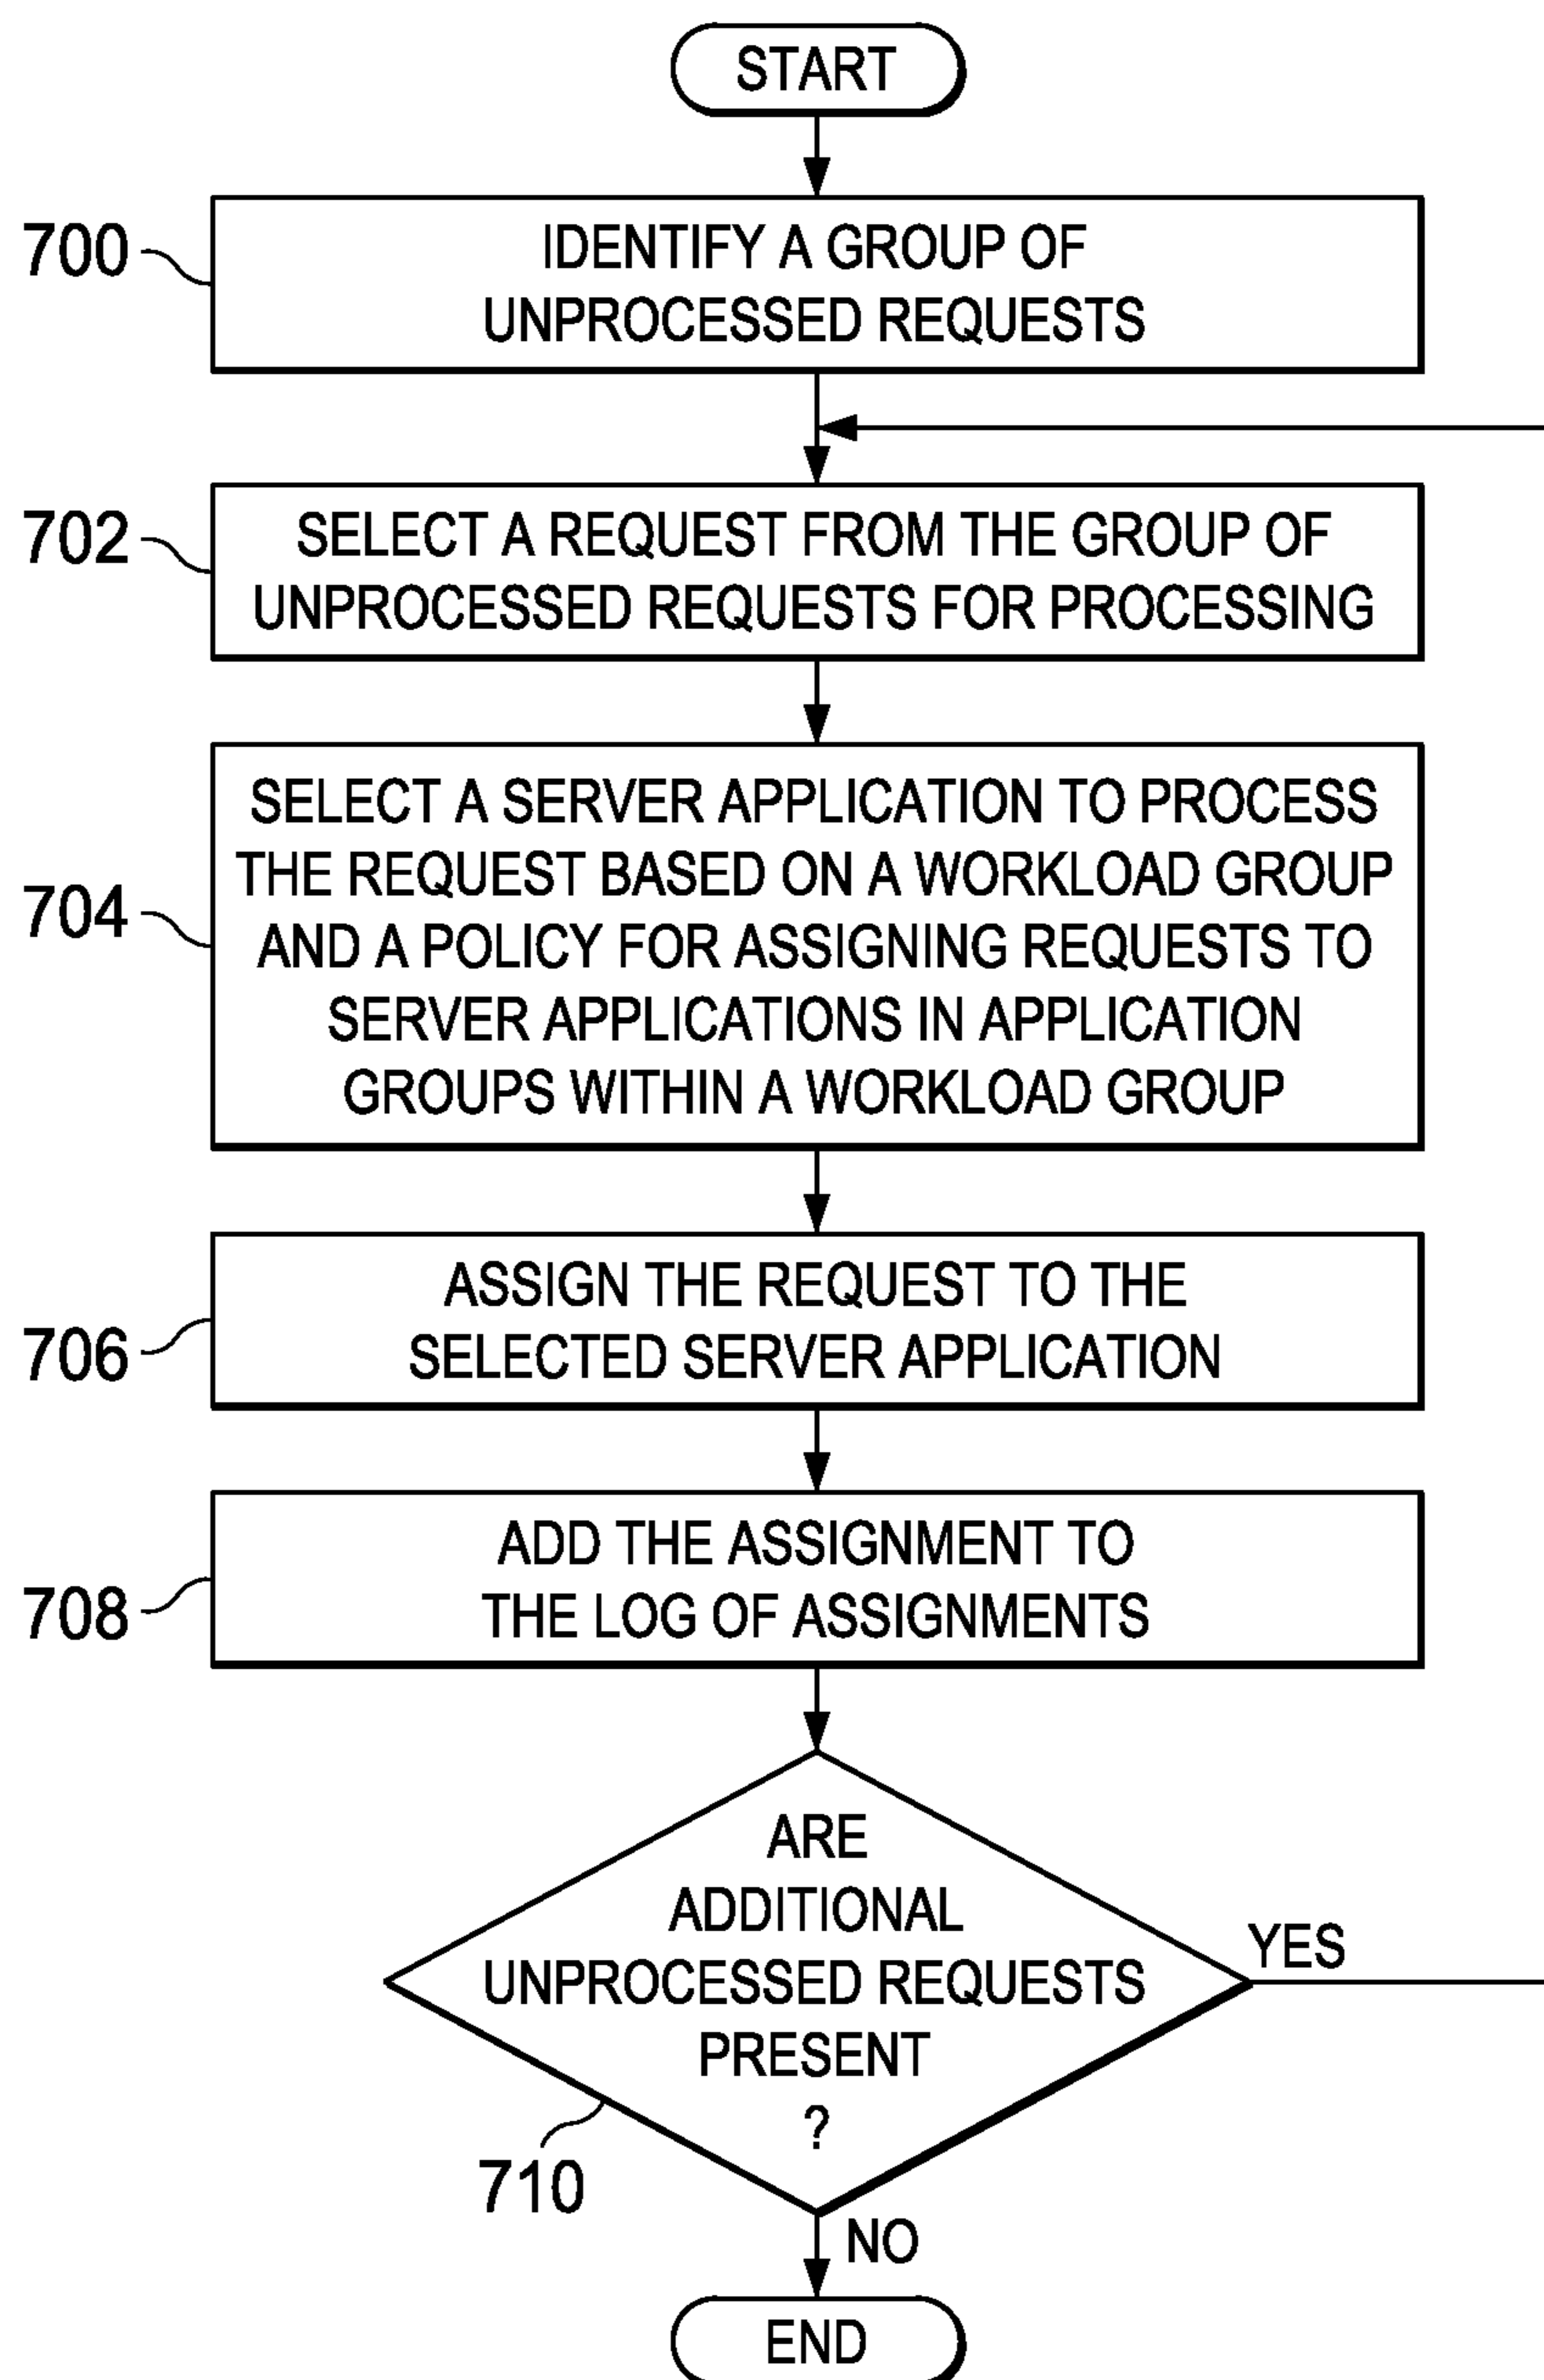 START
700
IDENTIFY A GROUP OF
UNPROCESSED REQUESTS
702
SELECT A REQUEST FROM THE GROUP OF
UNPROCESSED REQUESTS FOR PROCESSING
704
SELECT A SERVER APPLICATION TO PROCESS
THE REQUEST BASED ON A WORKLOAD GROUP
AND A POLICY FOR ASSIGNING REQUESTS TO
SERVER APPLICATIONS IN APPLICATION
GROUPS WITHIN A WORKLOAD GROUP
706
ASSIGN THE REQUEST TO THE
SELECTED SERVER APPLICATION
708
ADD THE ASSIGNMENT TO
THE LOG OF ASSIGNMENTS
ARE
ADDITIONAL
UNPROCESSED REQUESTS
PRESENT
?
YES
710
NO
END